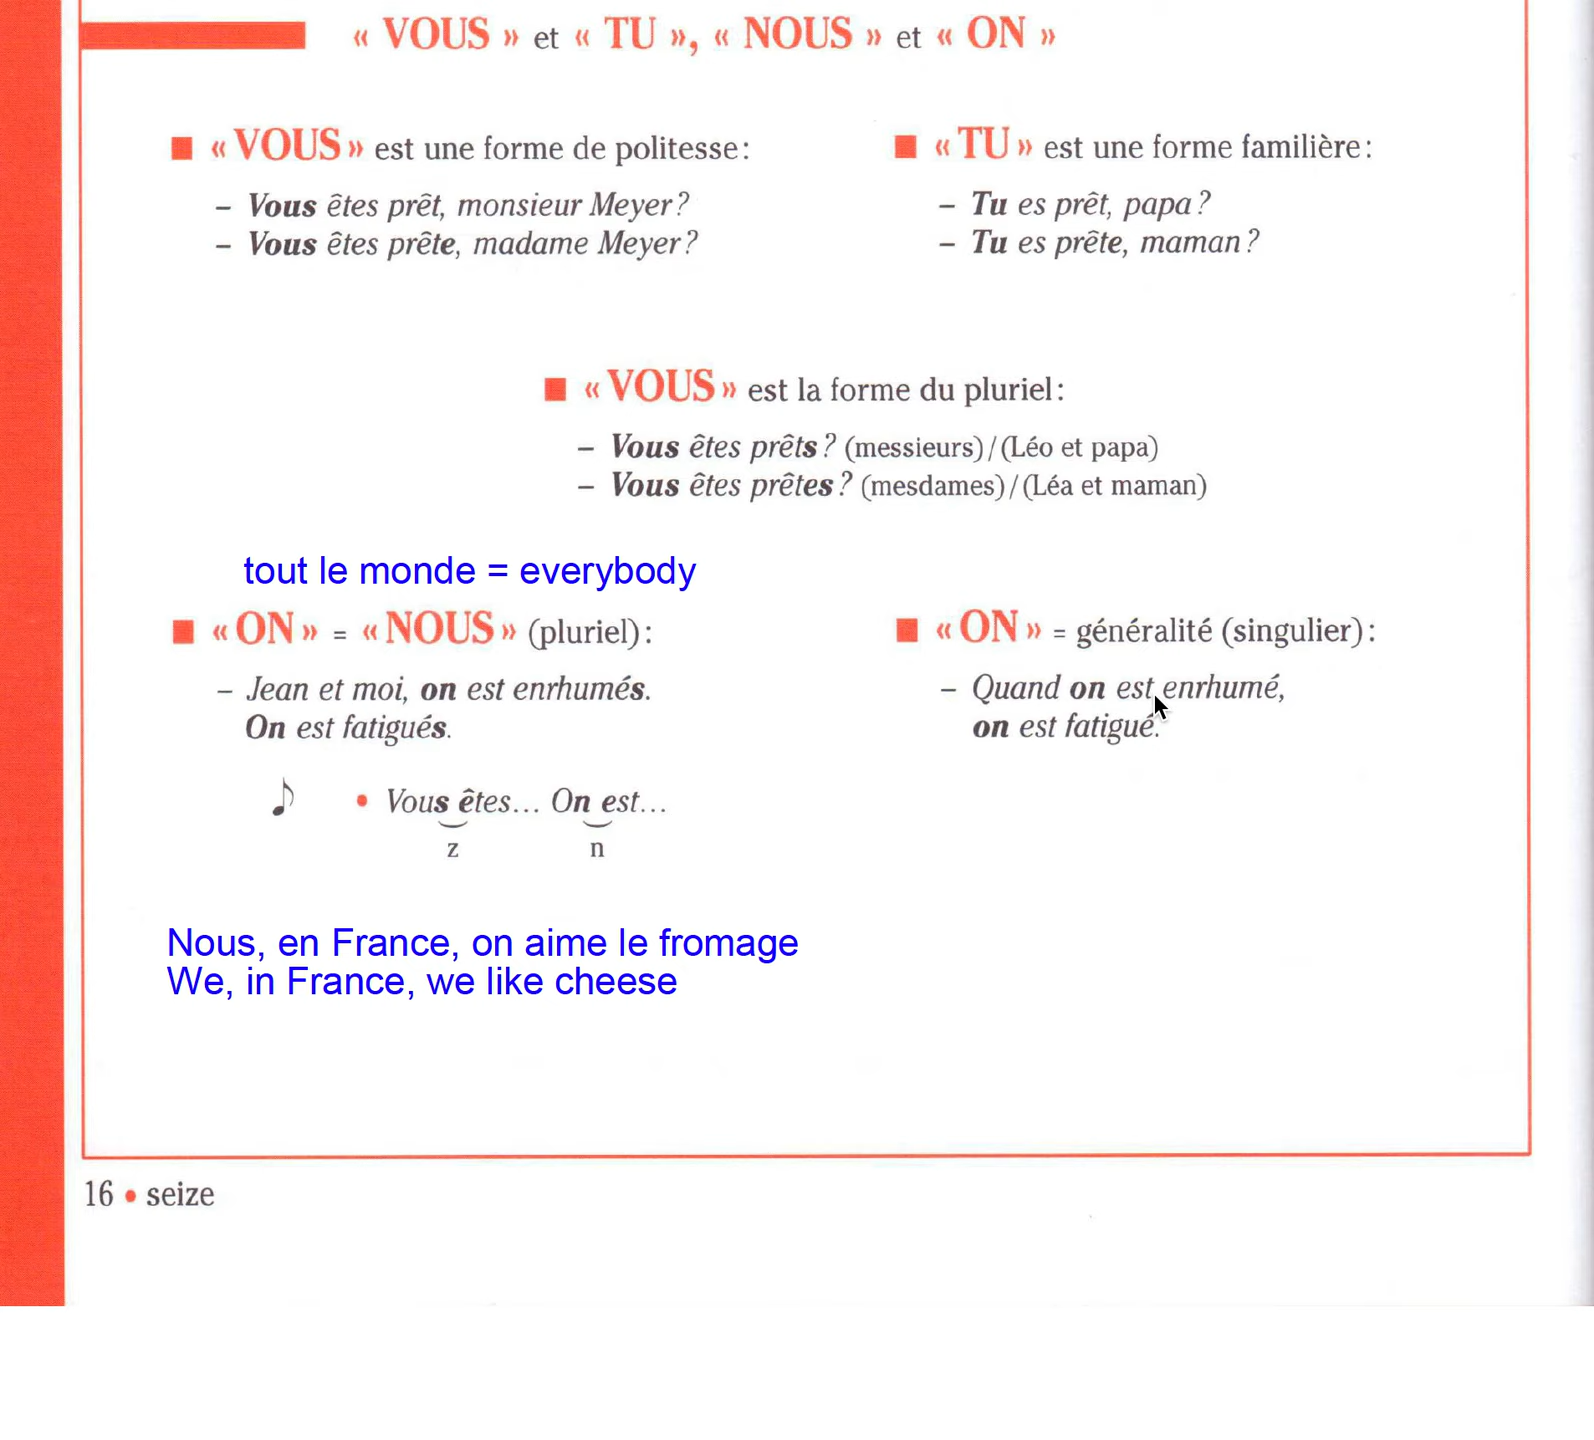 « VOUS » et « TU », « NOUS » et « ON »
■ « VOUS » est une forme de politesse :
– Vous êtes prêt, monsieur Meyer ?
– Vous êtes prête, madame Meyer ?
■ « TU » est une forme familière :
– Tu es prêt, papa ?
– Tu es prête, maman ?
■ « VOUS » est la forme du pluriel :
– Vous êtes prêts ? (messieurs) / (Léo et papa)
– Vous êtes prêtes ? (mesdames) / (Léa et maman)
tout le monde = everybody
■ « ON » = « NOUS » (pluriel) :
– Jean et moi, on est enrhumés.
On est fatigués.
■ « ON » = généralité (singulier) :
– Quand on est enrhumé,
on est fatigué.
♪ • Vous êtes... On est...
z n
Nous, en France, on aime le fromage
We, in France, we like cheese
16 • seize